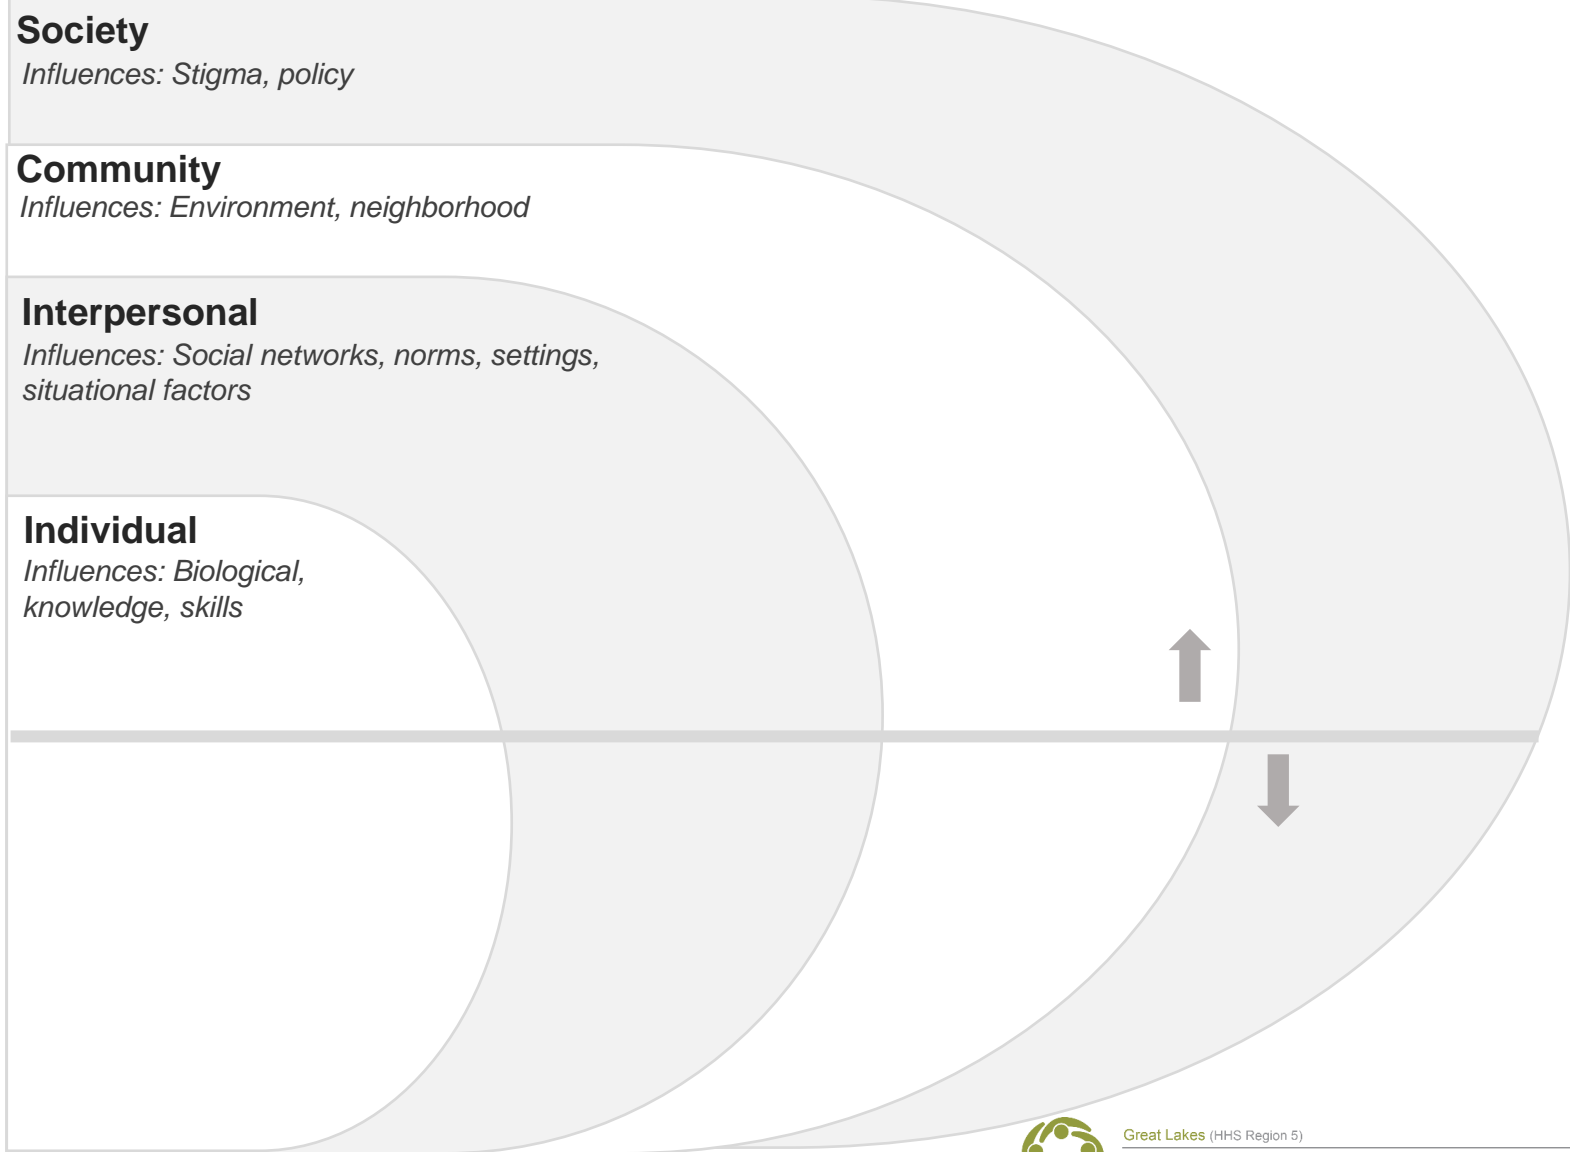 Society
Influences: Stigma, policy
Community
Influences: Environment, neighborhood
Interpersonal
Influences: Social networks, norms, settings,
situational factors
Individual
Influences: Biological,
knowledge, skills
Great Lakes (HHS Region 5)